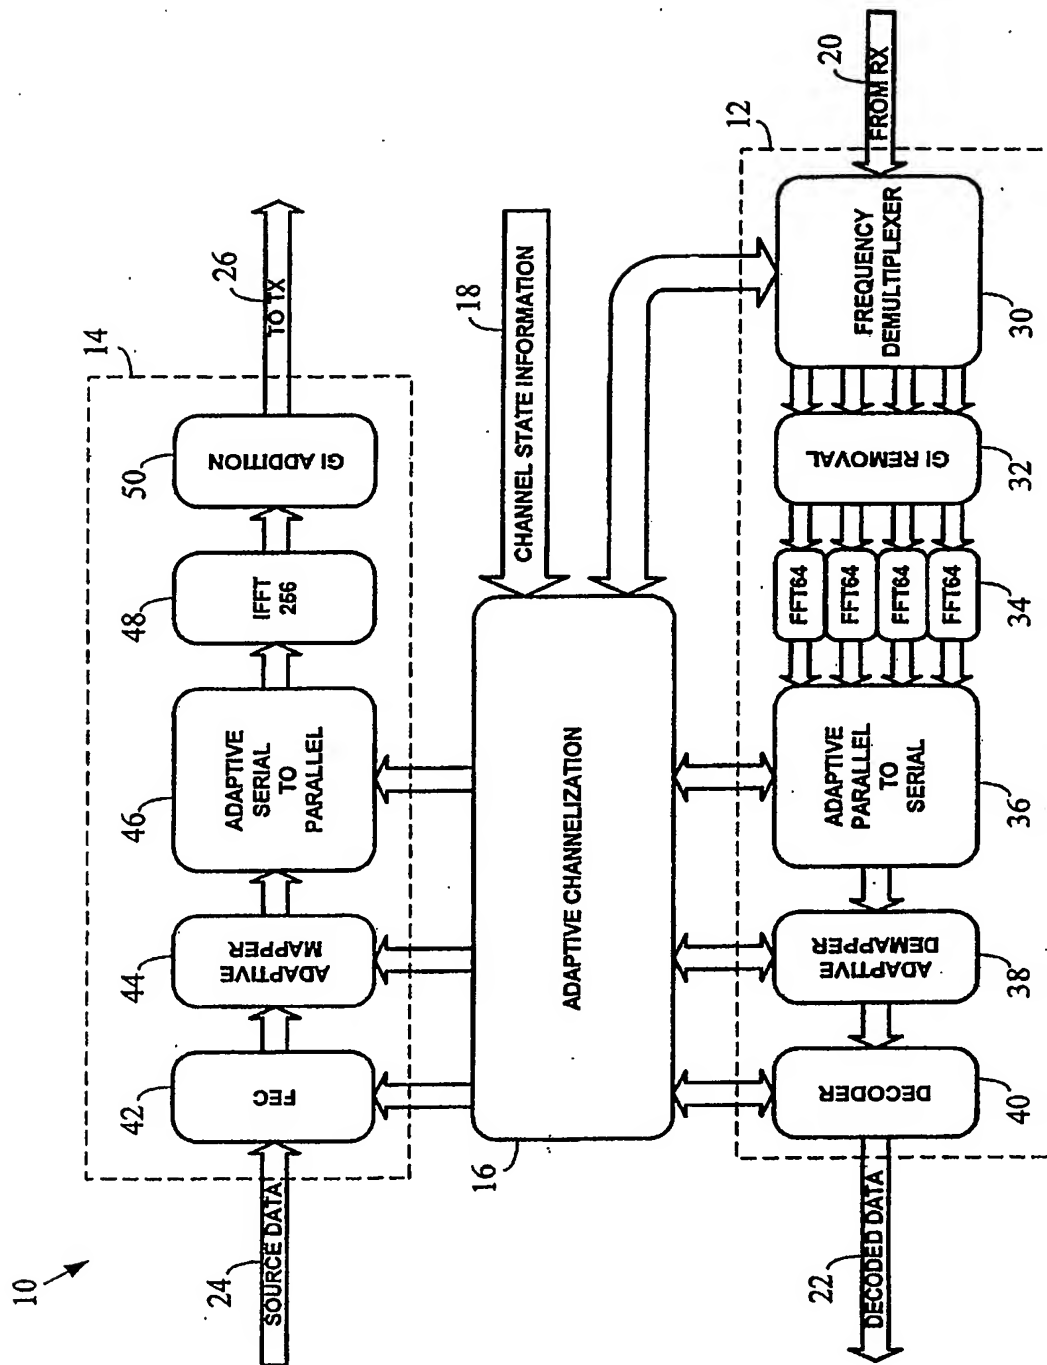 10
SOURCE DATA
24
14
FEC
42
ADAPTIVE
MAPPER
44
ADAPTIVE
SERIAL
TO
PARALLEL
46
IFFT
256
48
GI ADDITION
50
TO TX
26
ADAPTIVE CHANNELIZATION
16
CHANNEL STATE INFORMATION
18
12
FROM RX
20
FREQUENCY
DEMULTIPLEXER
30
GI REMOVAL
32
FFT64
FFT64
FFT64
FFT64
34
ADAPTIVE
PARALLEL
TO
SERIAL
36
ADAPTIVE
DEMAPPER
38
DECODER
40
DECODED DATA
22